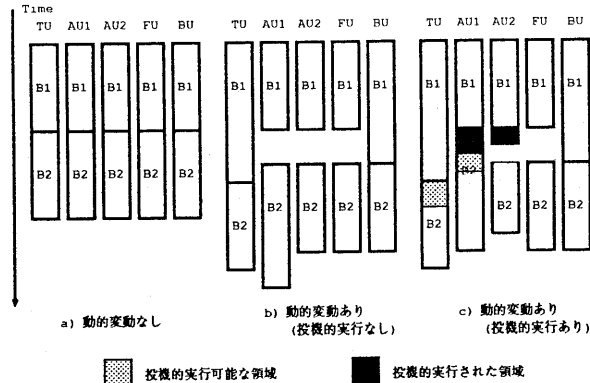 Time
TU AU1 AU2 FU BU
TU AU1 AU2 FU BU
TU AU1 AU2 FU BU
B1 B1 B1 B1 B1
B1 B1 B1 B1 B1
B1 B1 B1 B1 B1
B2 B2 B2 B2 B2
B2 B2 B2 B2 B2
B2 B2 B2 B2 B2
a) 動的変動なし
b) 動的変動あり
(投機的実行なし)
c) 動的変動あり
(投機的実行あり)
投機的実行可能な領域
投機的実行された領域